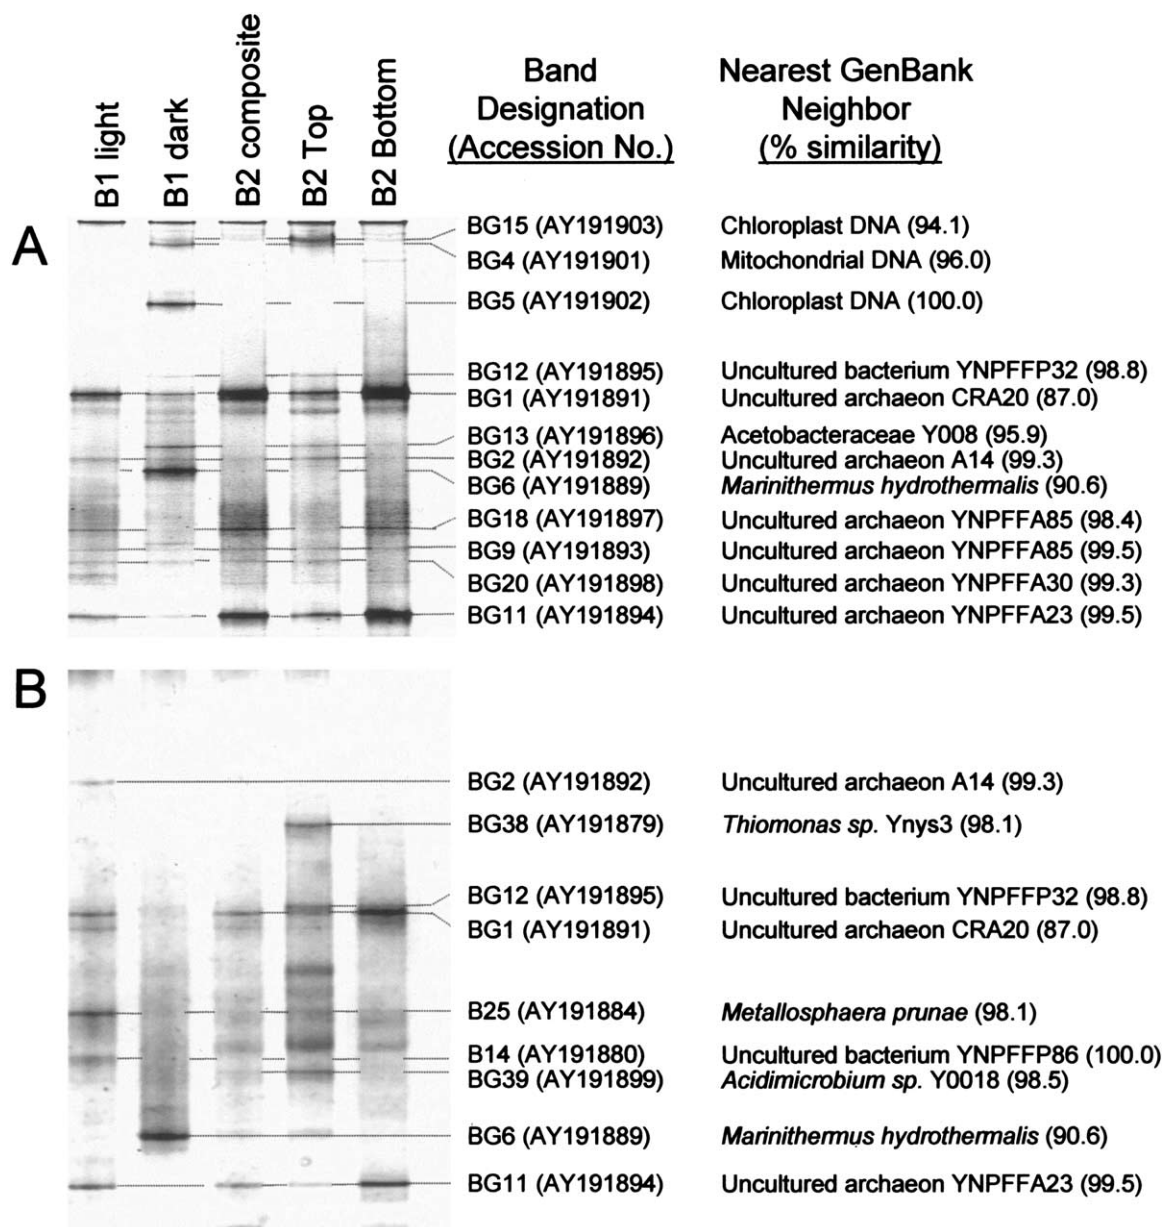 B1 light
B1 dark
B2 composite
B2 Top
B2 Bottom
Band
Designation
(Accession No.)
Nearest GenBank
Neighbor
(% similarity)
A
BG15 (AY191903) Chloroplast DNA (94.1)
BG4 (AY191901) Mitochondrial DNA (96.0)
BG5 (AY191902) Chloroplast DNA (100.0)
BG12 (AY191895) Uncultured bacterium YNPFFP32 (98.8)
BG1 (AY191891) Uncultured archaeon CRA20 (87.0)
BG13 (AY191896) Acetobacteraceae Y008 (95.9)
BG2 (AY191892) Uncultured archaeon A14 (99.3)
BG6 (AY191889) Marinithermus hydrothermalis (90.6)
BG18 (AY191897) Uncultured archaeon YNPFFA85 (98.4)
BG9 (AY191893) Uncultured archaeon YNPFFA85 (99.5)
BG20 (AY191898) Uncultured archaeon YNPFFA30 (99.3)
BG11 (AY191894) Uncultured archaeon YNPFFA23 (99.5)
B
BG2 (AY191892) Uncultured archaeon A14 (99.3)
BG38 (AY191879) Thiomonas sp. Ynys3 (98.1)
BG12 (AY191895) Uncultured bacterium YNPFFP32 (98.8)
BG1 (AY191891) Uncultured archaeon CRA20 (87.0)
B25 (AY191884) Metallosphaera prunae (98.1)
B14 (AY191880) Uncultured bacterium YNPFFP86 (100.0)
BG39 (AY191899) Acidimicrobium sp. Y0018 (98.5)
BG6 (AY191889) Marinithermus hydrothermalis (90.6)
BG11 (AY191894) Uncultured archaeon YNPFFA23 (99.5)